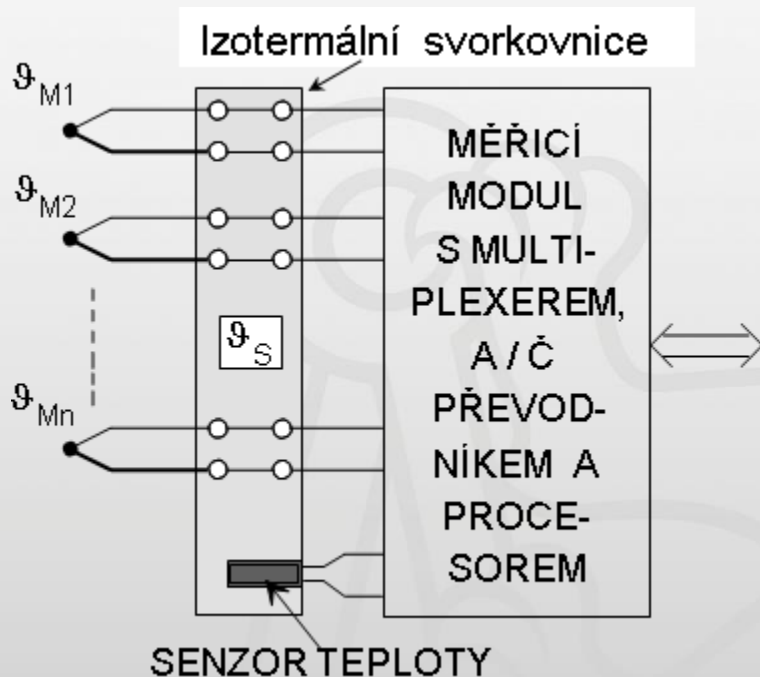 Izotermální svorkovnice
ϑM1
ϑM2
ϑS
ϑMn
MĚŘICÍ
MODUL
S MULTI-
PLEXEREM,
A / Č
PŘEVOD-
NÍKEM A
PROCE-
SOREM
SENZOR TEPLOTY